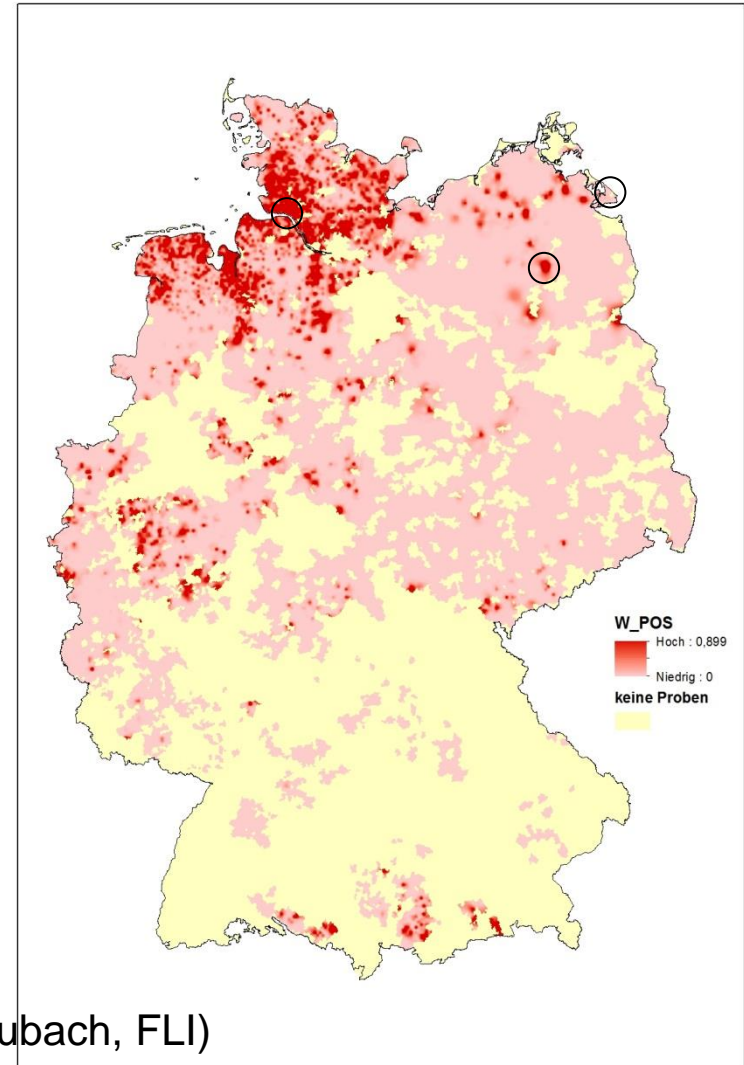 W_POS
Hoch : 0,899
Niedrig : 0
keine Proben
ubach, FLI)